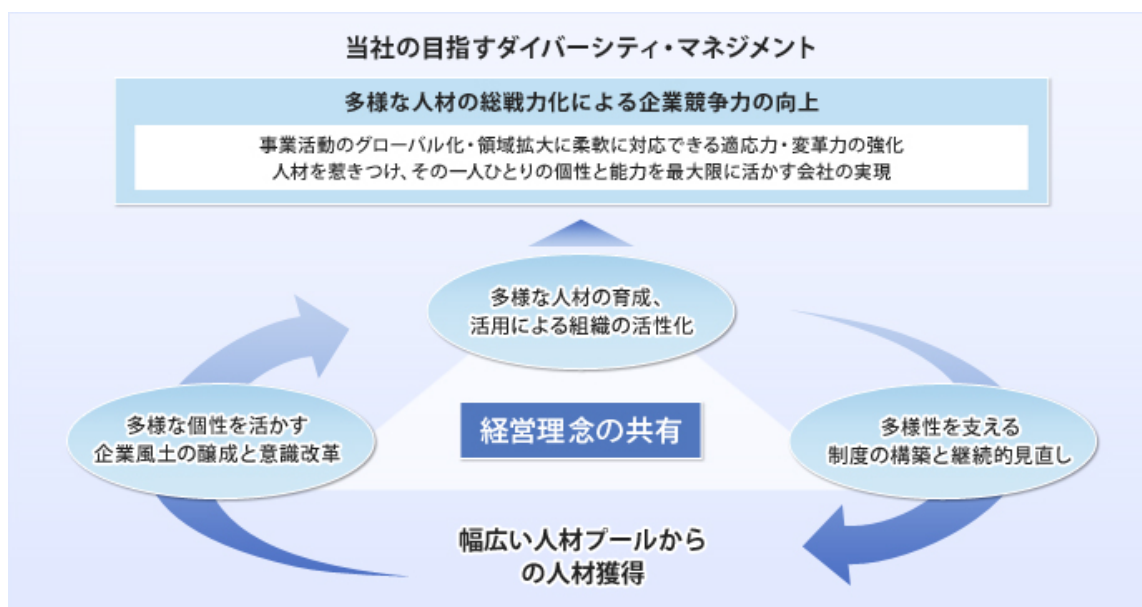 当社の目指すダイバーシティ・マネジメント
多様な人材の総戦力化による企業競争力の向上
事業活動のグローバル化・領域拡大に柔軟に対応できる適応力・変革力の強化
人材を惹きつけ、その一人ひとりの個性と能力を最大限に活かす会社の実現
多様な人材の育成、
活用による組織の活性化
多様な個性を活かす
企業風土の醸成と意識改革
経営理念の共有
多様性を支える
制度の構築と継続的見直し
幅広い人材プールから
の人材獲得